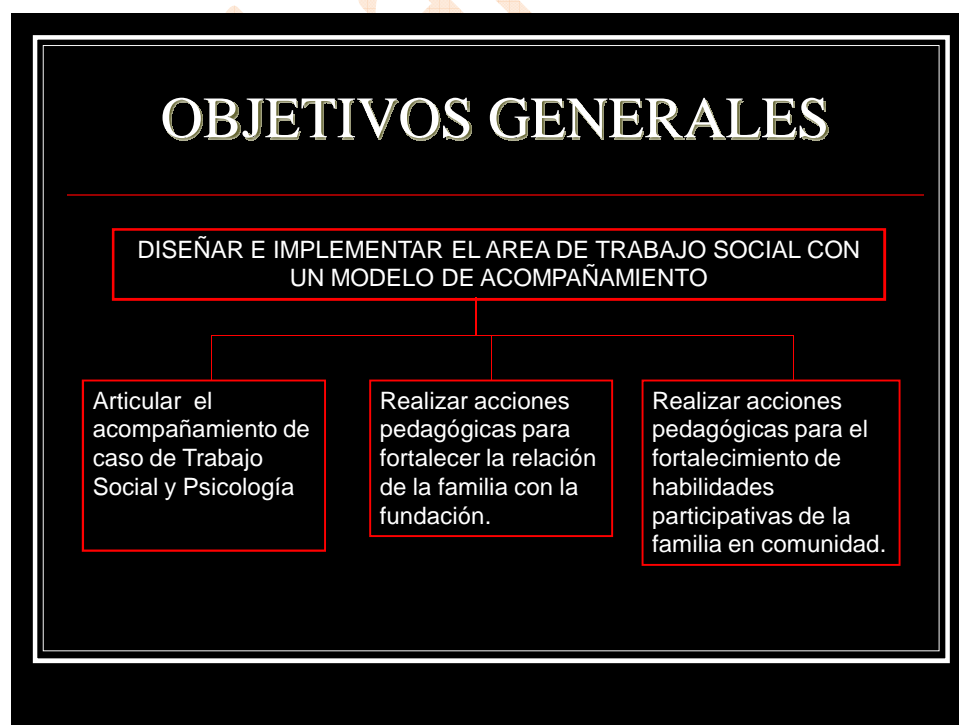 OBJETIVOS GENERALES
DISEÑAR E IMPLEMENTAR EL AREA DE TRABAJO SOCIAL CON
UN MODELO DE ACOMPAÑAMIENTO
Articular el
acompañamiento de
caso de Trabajo
Social y Psicología
Realizar acciones
pedagógicas para
fortalecer la relación
de la familia con la
fundación.
Realizar acciones
pedagógicas para el
fortalecimiento de
habilidades
participativas de la
familia en comunidad.